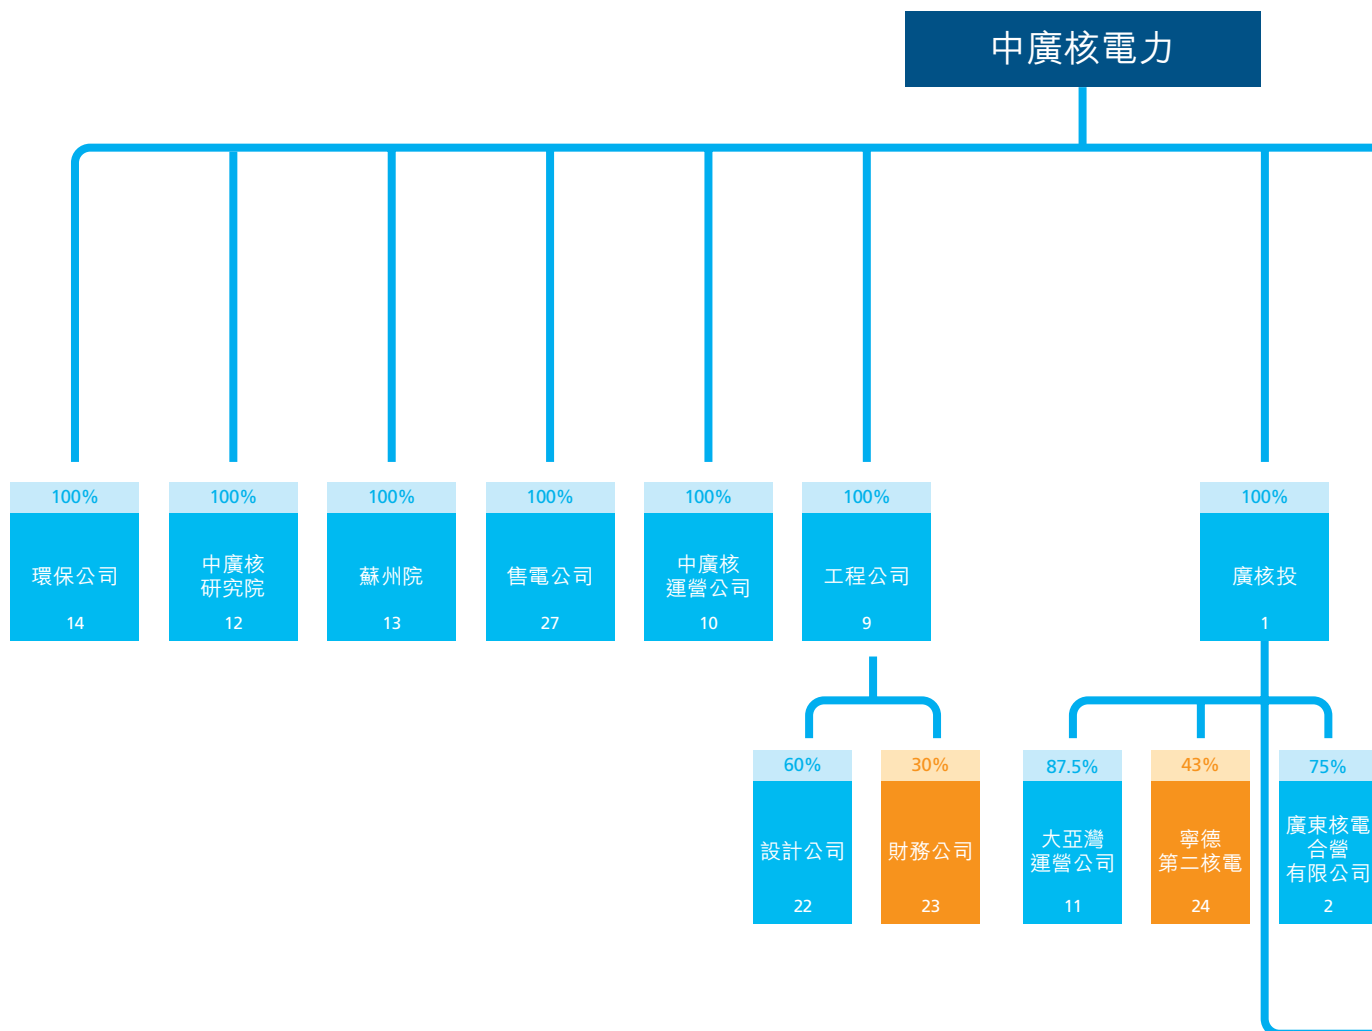 中廣核電力
100%
環保公司
14
100%
中廣核
研究院
12
100%
蘇州院
13
100%
售電公司
27
100%
中廣核
運營公司
10
100%
工程公司
9
100%
廣核投
1
60%
設計公司
22
30%
財務公司
23
87.5%
大亞灣
運營公司
11
43%
寧德
第二核電
24
75%
廣東核電
合營
有限公司
2